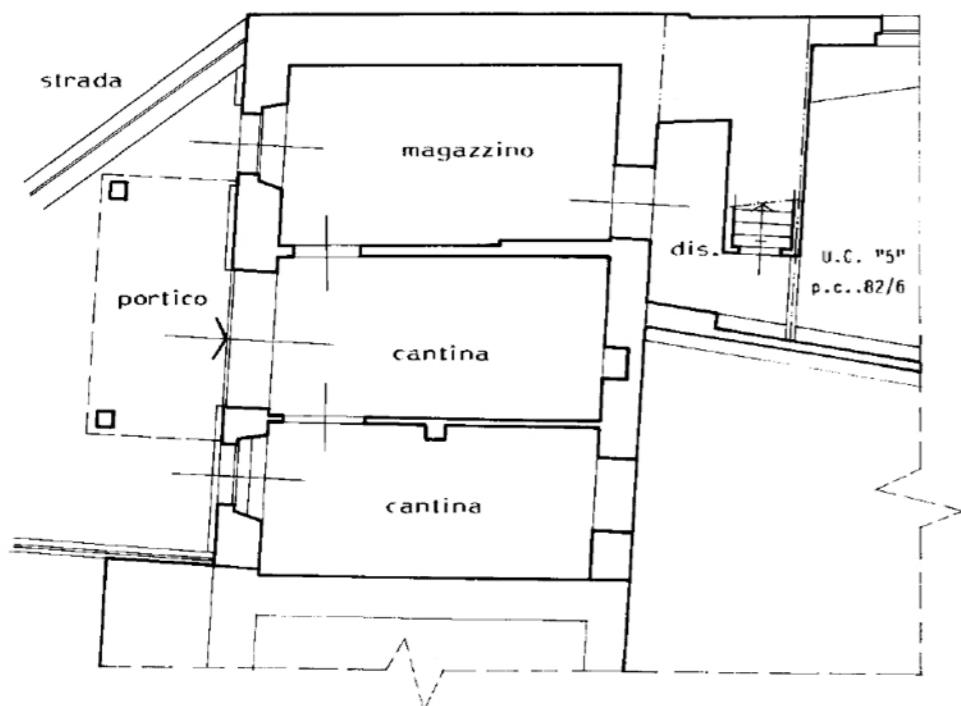 strada
magazzino
dis.
U.C. "5"
p.c..82/6
portico
cantina
cantina